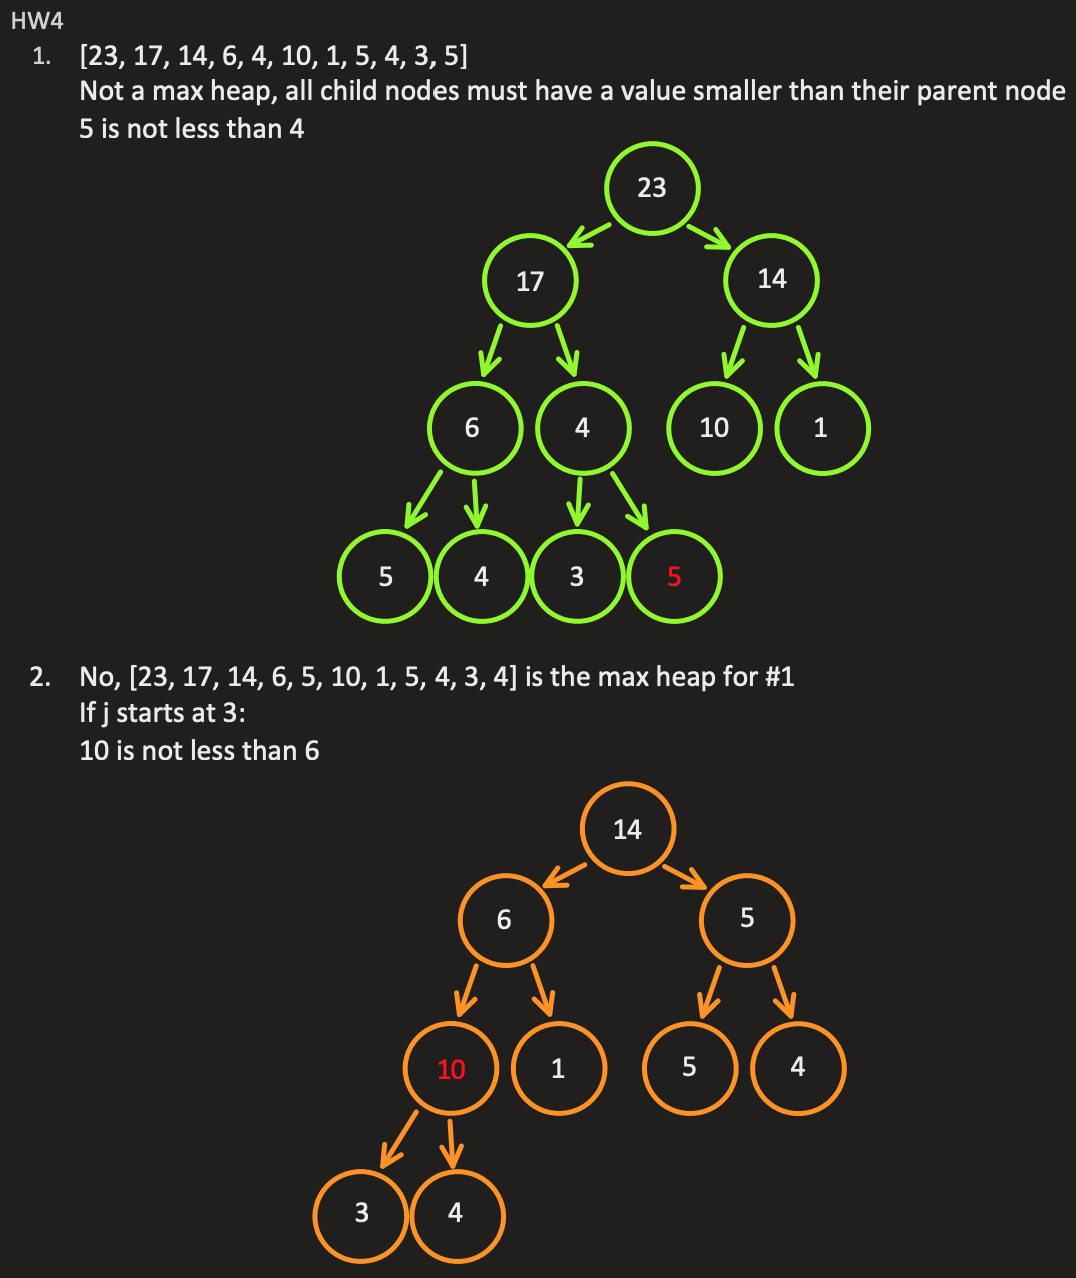 HW4
1. [23, 17, 14, 6, 4, 10, 1, 5, 4, 3, 5]
Not a max heap, all child nodes must have a value smaller than their parent node
5 is not less than 4
23
17 14
6 4 10 1
5 4 3 5
2. No, [23, 17, 14, 6, 5, 10, 1, 5, 4, 3, 4] is the max heap for #1
If j starts at 3:
10 is not less than 6
14
6 5
10 1 5 4
3 4